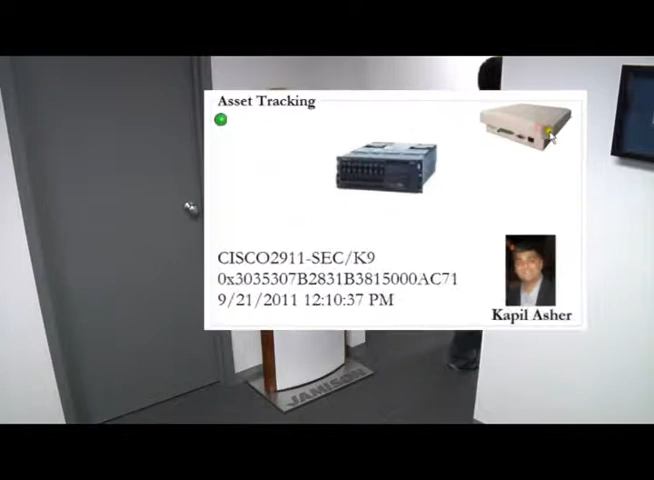 Asset Tracking
CISCO2911-SEC/K9
0x3035307B2831B3815000AC71
9/21/2011 12:10:37 PM
Kapil Asher
JAMISON